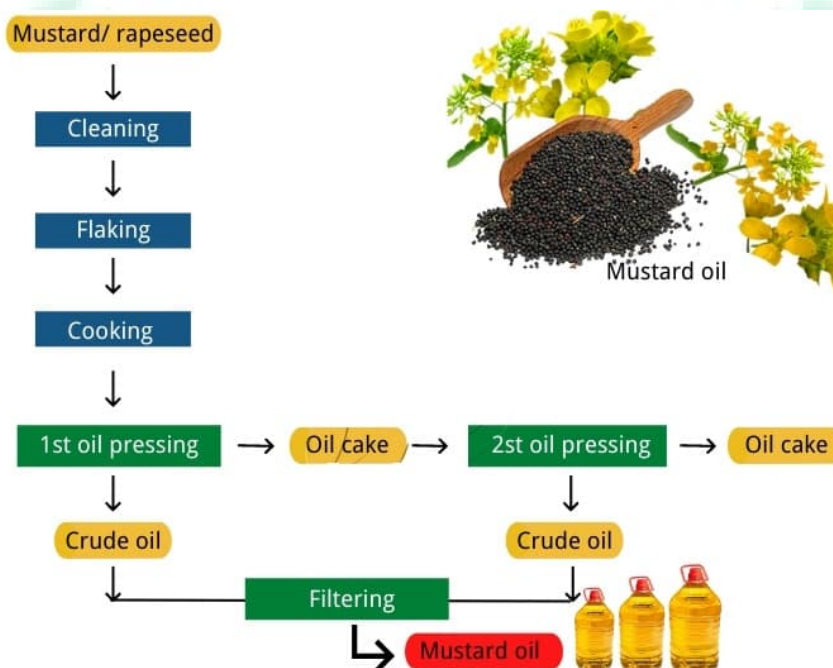 Mustard/ rapeseed
Cleaning
Flaking
Cooking
Mustard oil
1st oil pressing
Oil cake
2st oil pressing
Oil cake
Crude oil
Crude oil
Filtering
Mustard oil